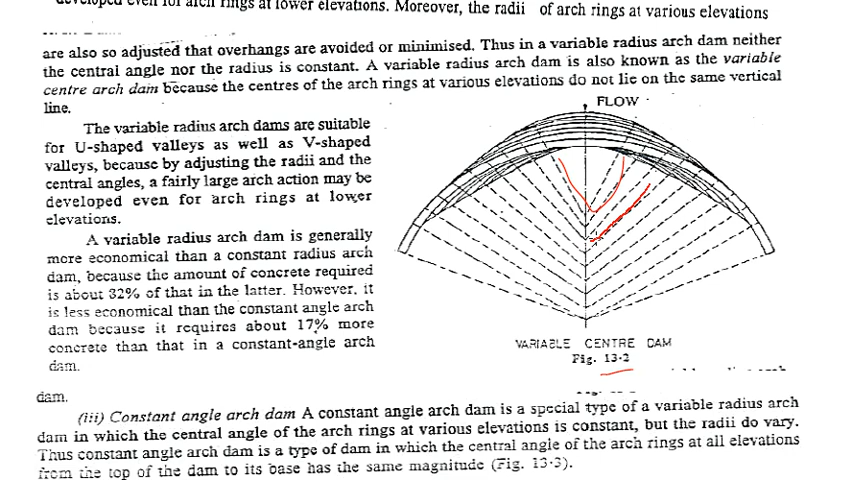 developed even for arch rings at lower elevations. Moreover, the radii of arch rings at various elevations
are also so adjusted that overhangs are avoided or minimised. Thus in a variable radius arch dam neither
the central angle nor the radius is constant. A variable radius arch dam is also known as the variable
centre arch dam because the centres of the arch rings at various elevations do not lie on the same vertical
line.
FLOW
The variable radius arch dams are suitable
for U-shaped valleys as well as V-shaped
valleys, because by adjusting the radii and the
central angles, a fairly large arch action may be
developed even for arch rings at lower
elevations.
A variable radius arch dam is generally
more economical than a constant radius arch
dam, because the amount of concrete required
is about 82% of that in the latter. However, it
is less economical than the constant angle arch
dam because it requires about 17% more
concrete than that in a constant-angle arch
dam.
VARIABLE CENTRE DAM
Fig. 13·2
dam.
(iii) Constant angle arch dam A constant angle arch dam is a special type of a variable radius arch
dam in which the central angle of the arch rings at various elevations is constant, but the radii do vary.
Thus constant angle arch dam is a type of dam in which the central angle of the arch rings at all elevations
from the top of the dam to its base has the same magnitude (Fig. 13·3).